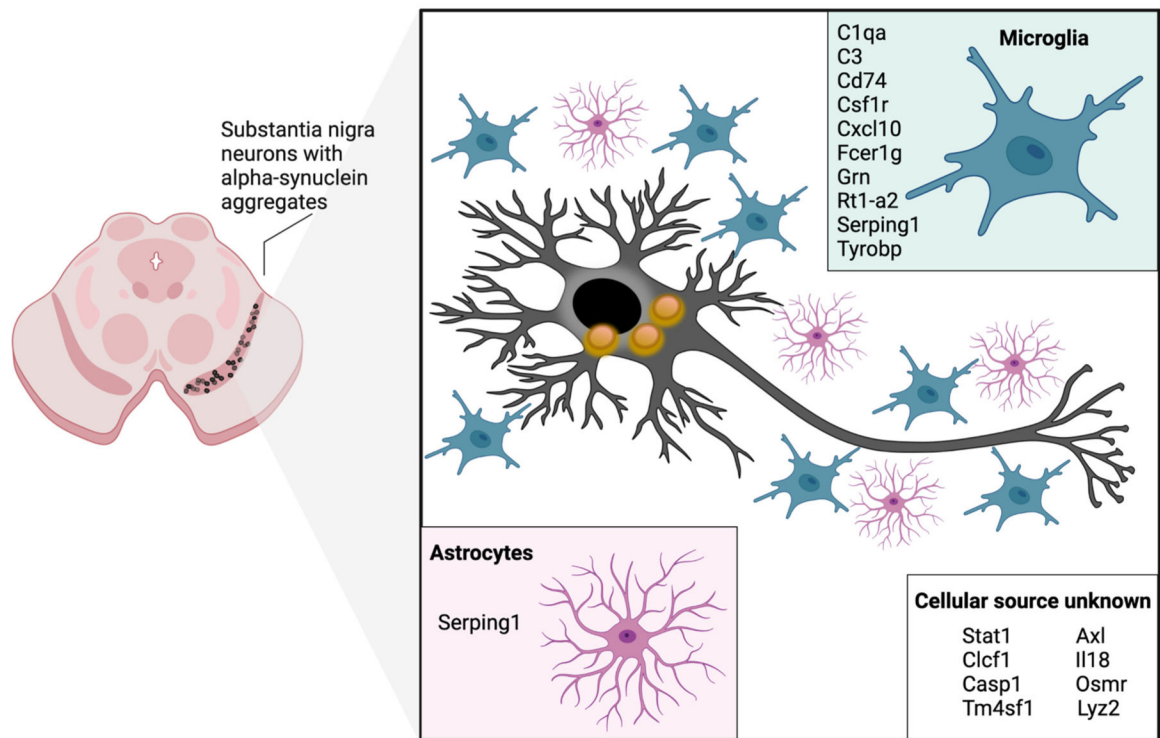 Substantia nigra
neurons with
alpha-synuclein
aggregates
Microglia
C1qa
C3
Cd74
Csf1r
Cxcl10
Fcer1g
Grn
Rt1-a2
Serping1
Tyrobp
Astrocytes
Serping1
Cellular source unknown
Stat1 Axl
Clcf1 Il18
Casp1 Osmr
Tm4sf1 Lyz2